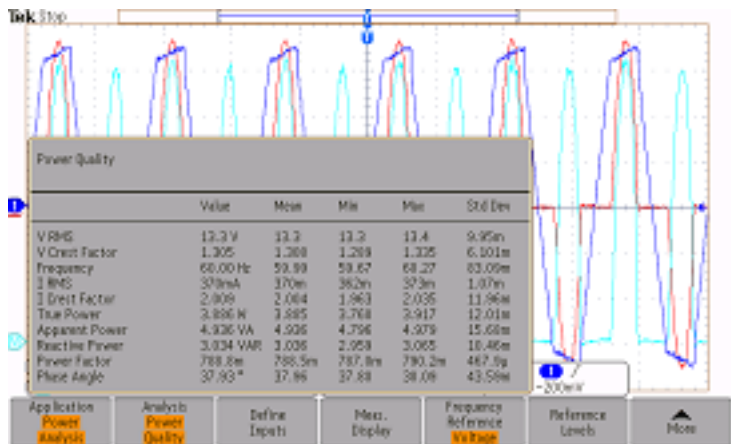 Tek Stop
Power Quality
Value Mean Min Max Std Dev
V RMS 13.3 V 13.3 13.3 13.4 9.95m
V Crest Factor 1.305 1.308 1.289 1.335 6.101m
Frequency 60.00 Hz 59.99 59.67 60.27 83.09m
I RMS 370mA 370m 362m 373m 1.07m
I Crest Factor 2.009 2.004 1.963 2.035 11.96m
True Power 3.886 W 3.885 3.768 3.917 12.01m
Apparent Power 4.936 VA 4.936 4.796 4.979 15.60m
Reactive Power 3.034 VAR 3.036 2.959 3.065 10.46m
Power Factor 788.8m 788.5m 787.0m 790.2m 467.9µ
Phase Angle 37.93° 37.96 37.80 38.09 43.59m
1
-200mV
Application
Power
Analysis
Analysis
Power
Quality
Define
Inputs
Meas.
Display
Frequency
Reference
Voltage
Reference
Levels
More